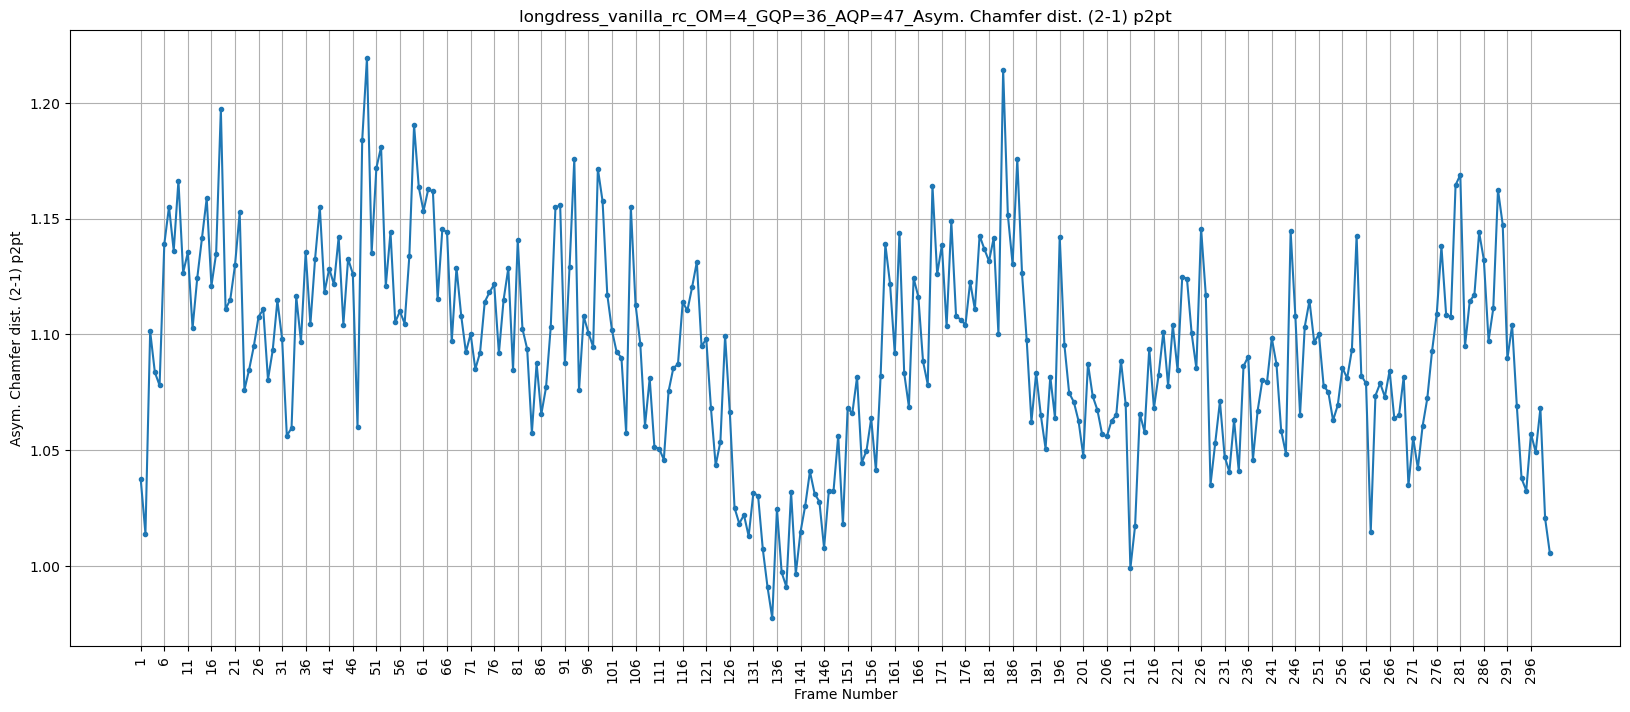 longdress_vanilla_rc_OM=4_GQP=36_AQP=47_Asym. Chamfer dist. (2-1) p2pt
Asym. Chamfer dist. (2-1) p2pt
1.20
1.15
1.10
1.05
1.00
1 6 11 16 21 26 31 36 41 46 51 56 61 66 71 76 81 86 91 96 101 106 111 116 121 126 131 136 141 146 151 156 161 166 171 176 181 186 191 196 201 206 211 216 221 226 231 236 241 246 251 256 261 266 271 276 281 286 291 296
Frame Number